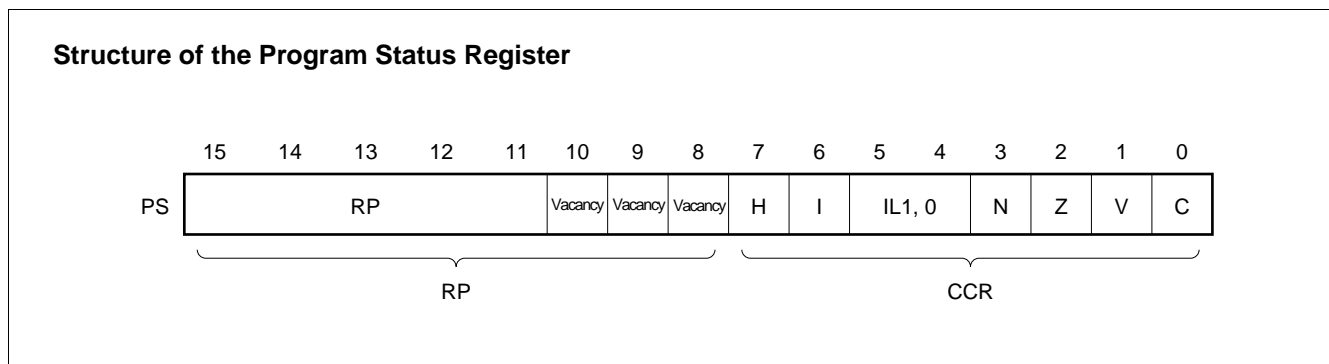 Structure of the Program Status Register
15 14 13 12 11 10 9 8 7 6 5 4 3 2 1 0
PS RP Vacancy Vacancy Vacancy H I IL1, 0 N Z V C
RP CCR